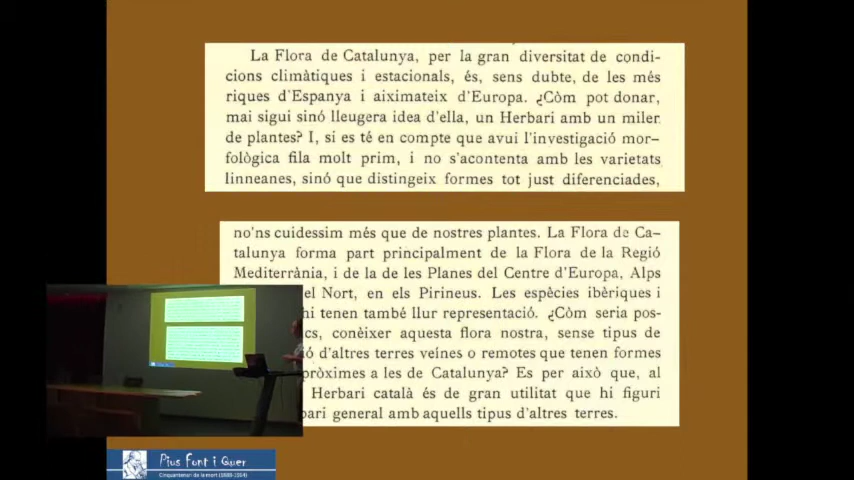 La Flora de Catalunya, per la gran diversitat de condi-
cions climàtiques i estacionals, és, sens dubte, de les més
riques d'Espanya i aiximateix d'Europa. ¿Còm pot donar,
mai sigui sinó lleugera idea d'ella, un Herbari amb un miler
de plantes? I, si es té en compte que avui l'investigació mor-
fològica fila molt prim, i no s'acontenta amb les varietats
linneanes, sinó que distingeix formes tot just diferenciades,
no'ns cuidessim més que de nostres plantes. La Flora de Ca-
talunya forma part principalment de la Flora de la Regió
Mediterrània, i de la de les Planes del Centre d'Europa, Alps
el Nort, en els Pirineus. Les espècies ibèriques i
hi tenen també llur representació. ¿Còm seria pos-
cs, conèixer aquesta flora nostra, sense tipus de
ió d'altres terres veínes o remotes que tenen formes
pròximes a les de Catalunya? Es per això que, al
Herbari català és de gran utilitat que hi figuri
bari general amb aquells tipus d'altres terres.
Pius Font i Quer